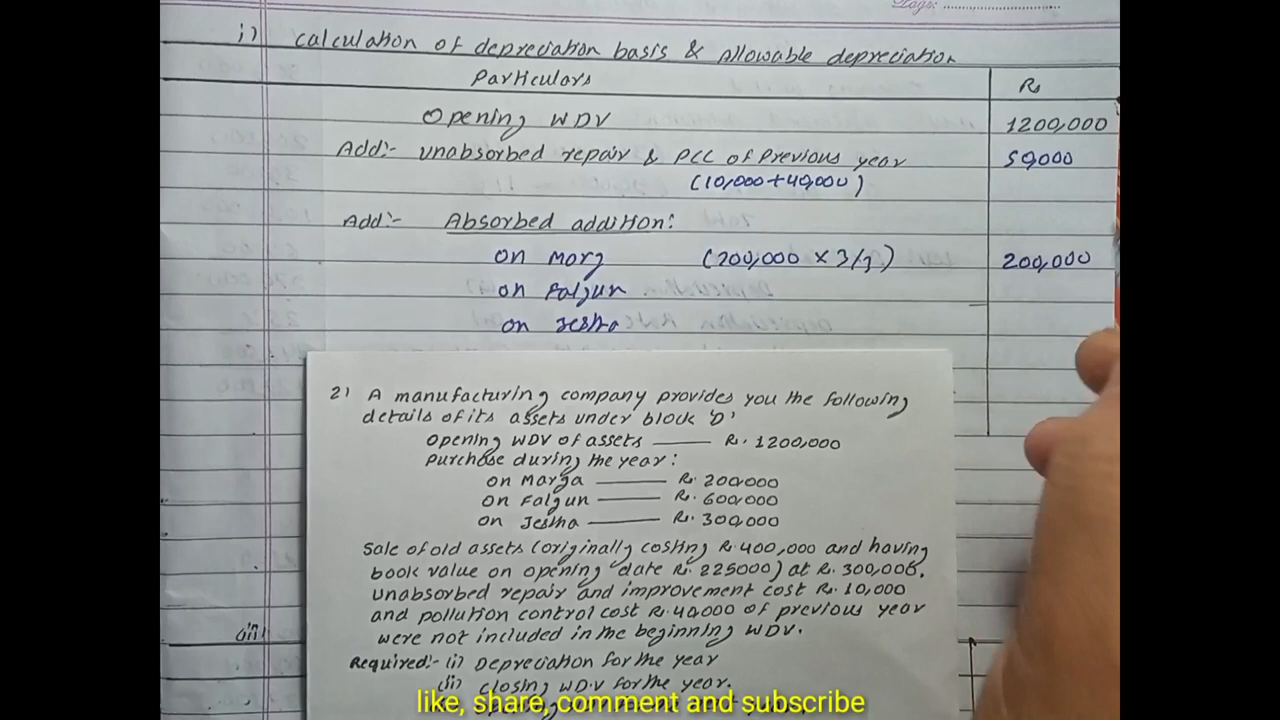 Page:
i) calculation of depreciation basis & Allowable depreciation
Particulars Rs
Opening WDV 1200,000
Add:- unabsorbed repair & PCC of Previous year 50,000
(10,000+40,000)
Add:- Absorbed addition:
on Marg (200,000 × 3/3) 200,000
on Falgun
on Jestha
2) A manufacturing company provides you the following
details of its assets under block 'D'
Opening WDV of assets —— Rs. 1200,000
Purchase during the year:
on Marga —— Rs. 200,000
on Falgun —— Rs. 600,000
on Jestha —— Rs. 300,000
Sale of old assets (originally costing Rs. 400,000 and having
book value on opening date Rs. 225000) at Rs. 300,000.
unabsorbed repair and improvement cost Rs. 10,000
and pollution control cost Rs. 40,000 of previous year
were not included in the beginning WDV.
Required:- (i) Depreciation for the year
(ii) closing W.D.V for the year.
like, share, comment and subscribe